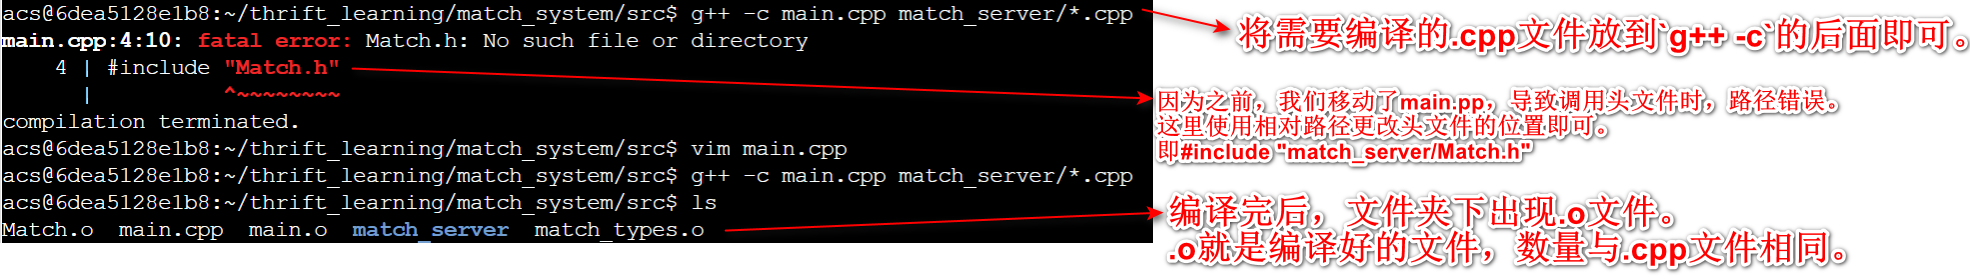 acs@6dea5128e1b8:~/thrift_learning/match_system/src$ g++ -c main.cpp match_server/*.cpp
main.cpp:4:10: fatal error: Match.h: No such file or directory
4 | #include "Match.h"
| ^~~~~~~~~
compilation terminated.
acs@6dea5128e1b8:~/thrift_learning/match_system/src$ vim main.cpp
acs@6dea5128e1b8:~/thrift_learning/match_system/src$ g++ -c main.cpp match_server/*.cpp
acs@6dea5128e1b8:~/thrift_learning/match_system/src$ ls
Match.o main.cpp main.o match_server match_types.o
将需要编译的.cpp文件放到`g++ -c`的后面即可。
因为之前，我们移动了main.pp，导致调用头文件时，路径错误。
这里使用相对路径更改头文件的位置即可。
即#include "match_server/Match.h"
编译完后，文件夹下出现.o文件。
.o就是编译好的文件，数量与.cpp文件相同。